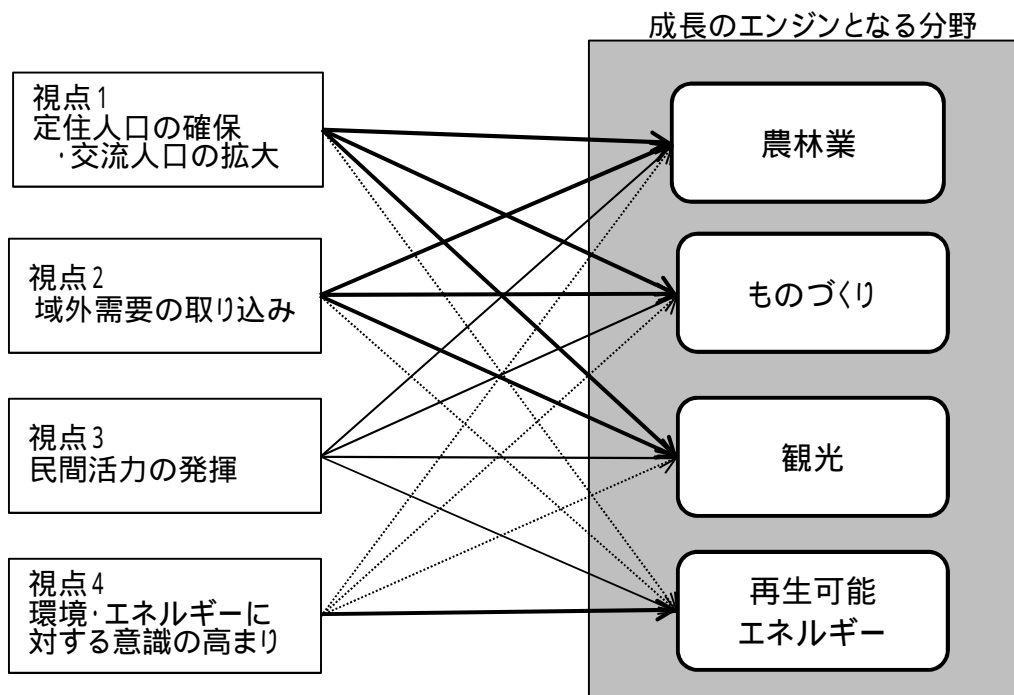 成長のエンジンとなる分野
視点1
定住人口の確保
・交流人口の拡大
農林業
視点2
域外需要の取り込み
ものづくり
視点3
民間活力の発揮
観光
視点4
環境・エネルギーに
対する意識の高まり
再生可能
エネルギー